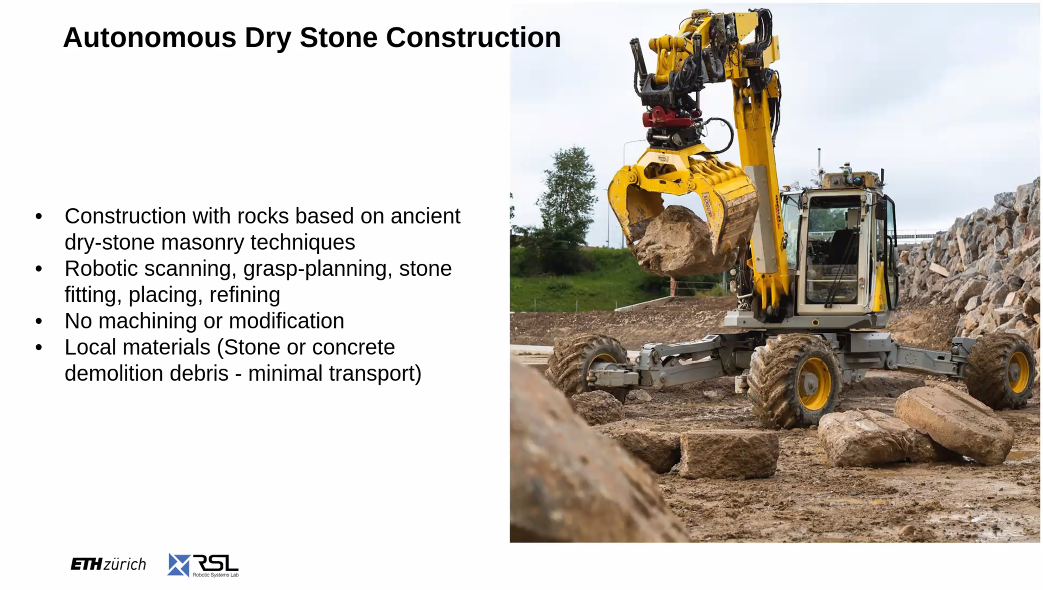 Autonomous Dry Stone Construction
• Construction with rocks based on ancient
dry-stone masonry techniques
• Robotic scanning, grasp-planning, stone
fitting, placing, refining
• No machining or modification
• Local materials (Stone or concrete
demolition debris - minimal transport)
ETH zürich
RSL
Robotic Systems Lab